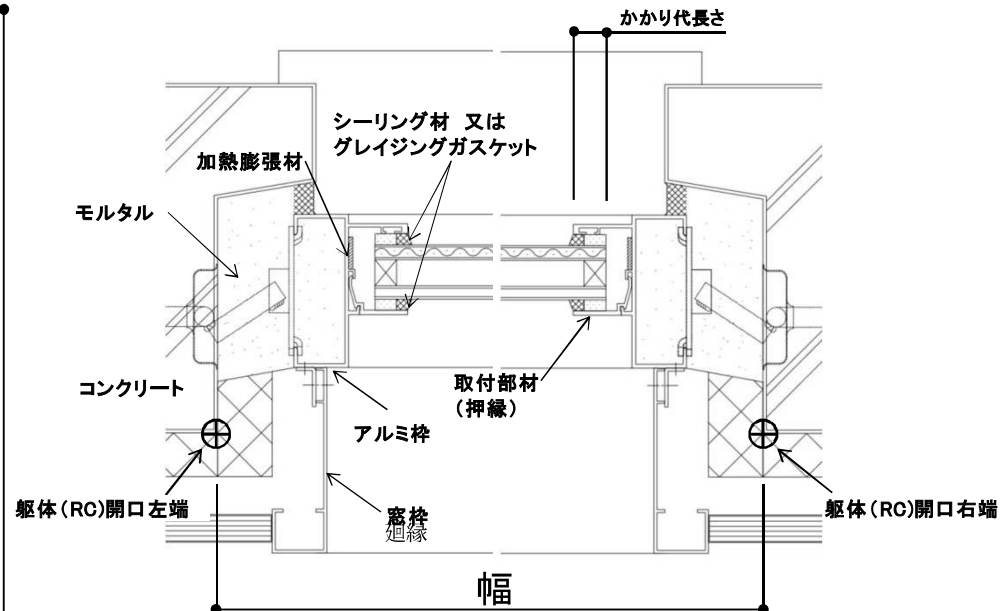 かかり代長さ
シーリング材 又は
グレイジングガスケット
加熱膨張材
モルタル
コンクリート
取付部材
(押縁)
アルミ枠
躯体(RC)開口左端
躯体(RC)開口右端
窓枠
廻縁
幅